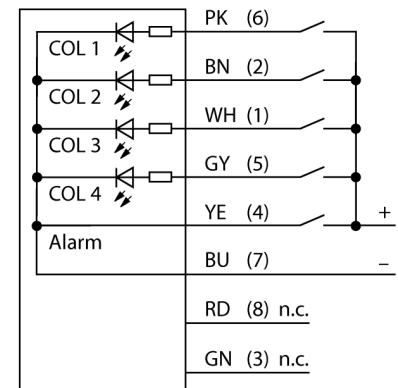 PK (6)
COL 1
BN (2)
COL 2
WH (1)
COL 3
GY (5)
COL 4
YE (4) +
Alarm
BU (7) –
RD (8) n.c.
GN (3) n.c.